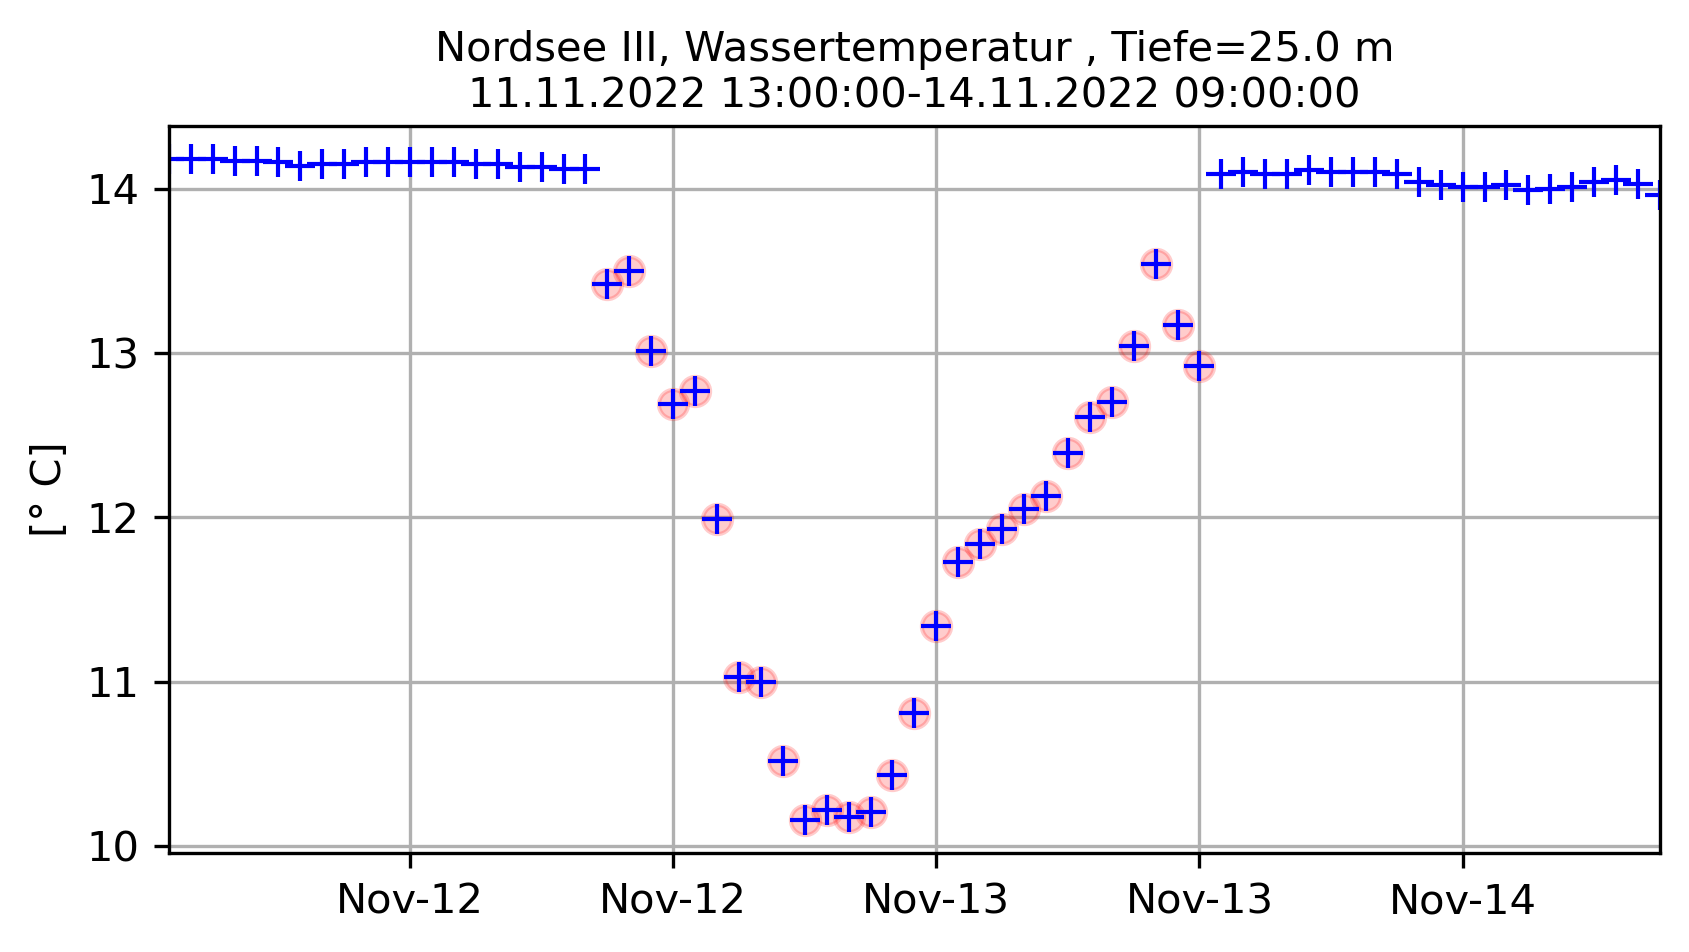 Nordsee III, Wassertemperatur , Tiefe=25.0 m
11.11.2022 13:00:00-14.11.2022 09:00:00
[° C]
14
13
12
11
10
Nov-12 Nov-12 Nov-13 Nov-13 Nov-14